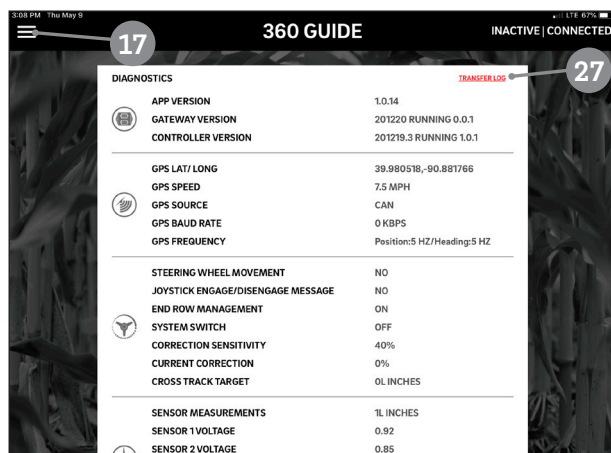 3:08 PM Thu May 9
LTE 67%
17
360 GUIDE
INACTIVE | CONNECTED
27
DIAGNOSTICS
TRANSFER LOG
APP VERSION 1.0.14
GATEWAY VERSION 201220 RUNNING 0.0.1
CONTROLLER VERSION 201219.3 RUNNING 1.0.1
GPS LAT/ LONG 39.980518,-90.881766
GPS SPEED 7.5 MPH
GPS SOURCE CAN
GPS BAUD RATE 0 KBPS
GPS FREQUENCY Position:5 HZ/Heading:5 HZ
STEERING WHEEL MOVEMENT NO
JOYSTICK ENGAGE/DISENGAGE MESSAGE NO
END ROW MANAGEMENT ON
SYSTEM SWITCH OFF
CORRECTION SENSITIVITY 40%
CURRENT CORRECTION 0%
CROSS TRACK TARGET 0L INCHES
SENSOR MEASUREMENTS 1L INCHES
SENSOR 1 VOLTAGE 0.92
SENSOR 2 VOLTAGE 0.85